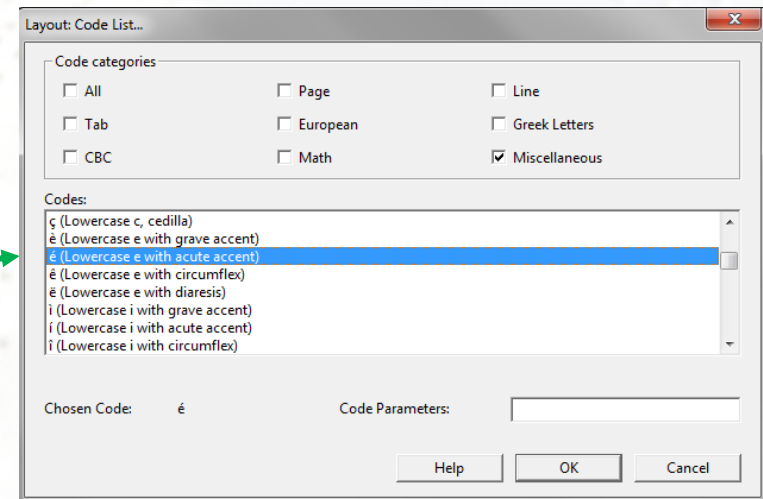 Layout: Code List...
Code categories
All Page Line
Tab European Greek Letters
CBC Math Miscellaneous
Codes:
ç (Lowercase c, cedilla)
è (Lowercase e with grave accent)
é (Lowercase e with acute accent)
ê (Lowercase e with circumflex)
ë (Lowercase e with diaresis)
ì (Lowercase i with grave accent)
í (Lowercase i with acute accent)
î (Lowercase i with circumflex)
Chosen Code: é Code Parameters:
Help OK Cancel